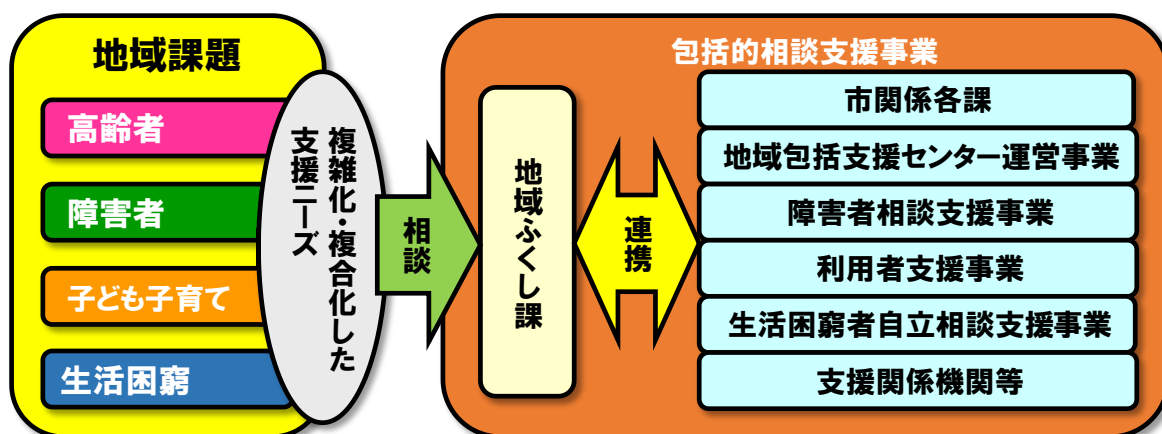 地域課題
高齢者
障害者
子ども子育て
生活困窮
複雑化・複合化した
支援ニーズ
相談
包括的相談支援事業
地域ふくし課
連携
市関係各課
地域包括支援センター運営事業
障害者相談支援事業
利用者支援事業
生活困窮者自立相談支援事業
支援関係機関等